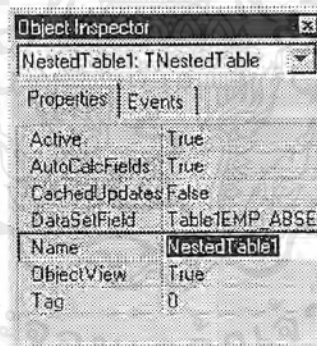 Object Inspector
NestedTable1: TNestedTable
Properties Events
Active True
AutoCalcFields True
CachedUpdates False
DataSetField Table1EMP_ABSE
Name NestedTable1
ObjectView True
Tag 0